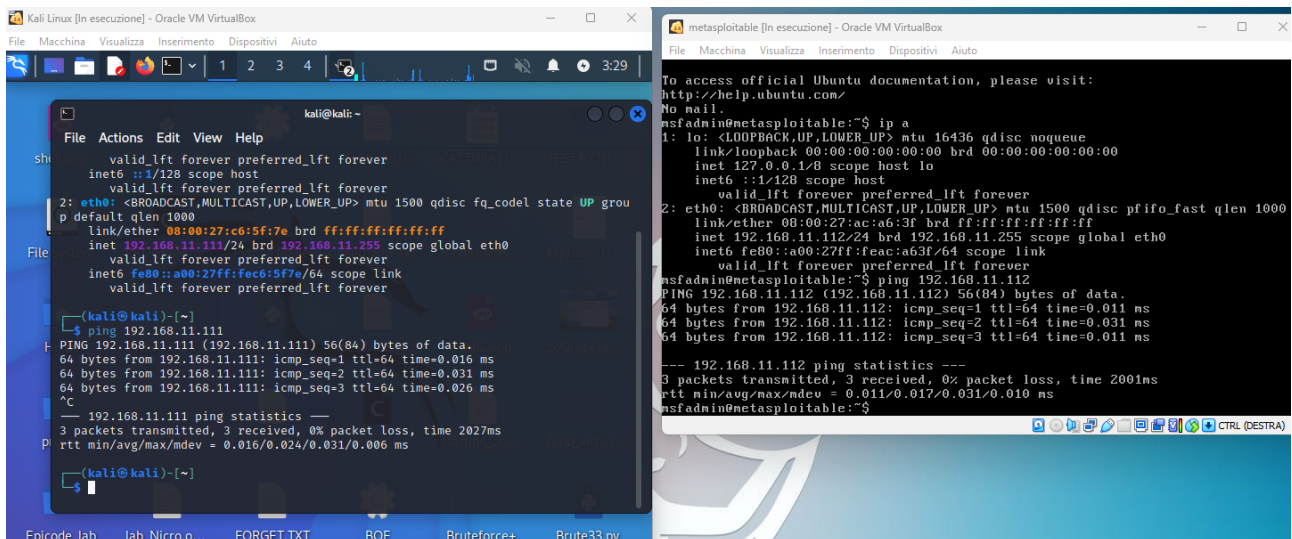 Kali Linux [In esecuzione] - Oracle VM VirtualBox
File Macchina Visualizza Inserimento Dispositivi Aiuto
1 2 3 4 3:29
kali@kali: ~
File Actions Edit View Help
valid_lft forever preferred_lft forever
inet6 ::1/128 scope host
valid_lft forever preferred_lft forever
2: eth0: <BROADCAST,MULTICAST,UP,LOWER_UP> mtu 1500 qdisc fq_codel state UP grou
p default qlen 1000
link/ether 08:00:27:c6:5f:7e brd ff:ff:ff:ff:ff:ff
inet 192.168.11.111/24 brd 192.168.11.255 scope global eth0
valid_lft forever preferred_lft forever
inet6 fe80::a00:27ff:fec6:5f7e/64 scope link
valid_lft forever preferred_lft forever
(kali㉿kali)-[~]
$ ping 192.168.11.111
PING 192.168.11.111 (192.168.11.111) 56(84) bytes of data.
64 bytes from 192.168.11.111: icmp_seq=1 ttl=64 time=0.016 ms
64 bytes from 192.168.11.111: icmp_seq=2 ttl=64 time=0.031 ms
64 bytes from 192.168.11.111: icmp_seq=3 ttl=64 time=0.026 ms
^C
— 192.168.11.111 ping statistics —
3 packets transmitted, 3 received, 0% packet loss, time 2027ms
rtt min/avg/max/mdev = 0.016/0.024/0.031/0.006 ms
(kali㉿kali)-[~]
$
File
Epicode_lab lab_Nicro.o... FORGET.TXT BOF Bruteforce+ Brute33.py
metasploitable [In esecuzione] - Oracle VM VirtualBox
File Macchina Visualizza Inserimento Dispositivi Aiuto
To access official Ubuntu documentation, please visit:
http://help.ubuntu.com/
No mail.
msfadmin@metasploitable:~$ ip a
1: lo: <LOOPBACK,UP,LOWER_UP> mtu 16436 qdisc noqueue
link/loopback 00:00:00:00:00:00 brd 00:00:00:00:00:00
inet 127.0.0.1/8 scope host lo
inet6 ::1/128 scope host
valid_lft forever preferred_lft forever
2: eth0: <BROADCAST,MULTICAST,UP,LOWER_UP> mtu 1500 qdisc pfifo_fast qlen 1000
link/ether 08:00:27:ac:a6:3f brd ff:ff:ff:ff:ff:ff
inet 192.168.11.112/24 brd 192.168.11.255 scope global eth0
inet6 fe80::a00:27ff:feac:a63f/64 scope link
valid_lft forever preferred_lft forever
msfadmin@metasploitable:~$ ping 192.168.11.112
PING 192.168.11.112 (192.168.11.112) 56(84) bytes of data.
64 bytes from 192.168.11.112: icmp_seq=1 ttl=64 time=0.011 ms
64 bytes from 192.168.11.112: icmp_seq=2 ttl=64 time=0.031 ms
64 bytes from 192.168.11.112: icmp_seq=3 ttl=64 time=0.011 ms
--- 192.168.11.112 ping statistics ---
3 packets transmitted, 3 received, 0% packet loss, time 2001ms
rtt min/avg/max/mdev = 0.011/0.017/0.031/0.010 ms
msfadmin@metasploitable:~$
CTRL (DESTRA)